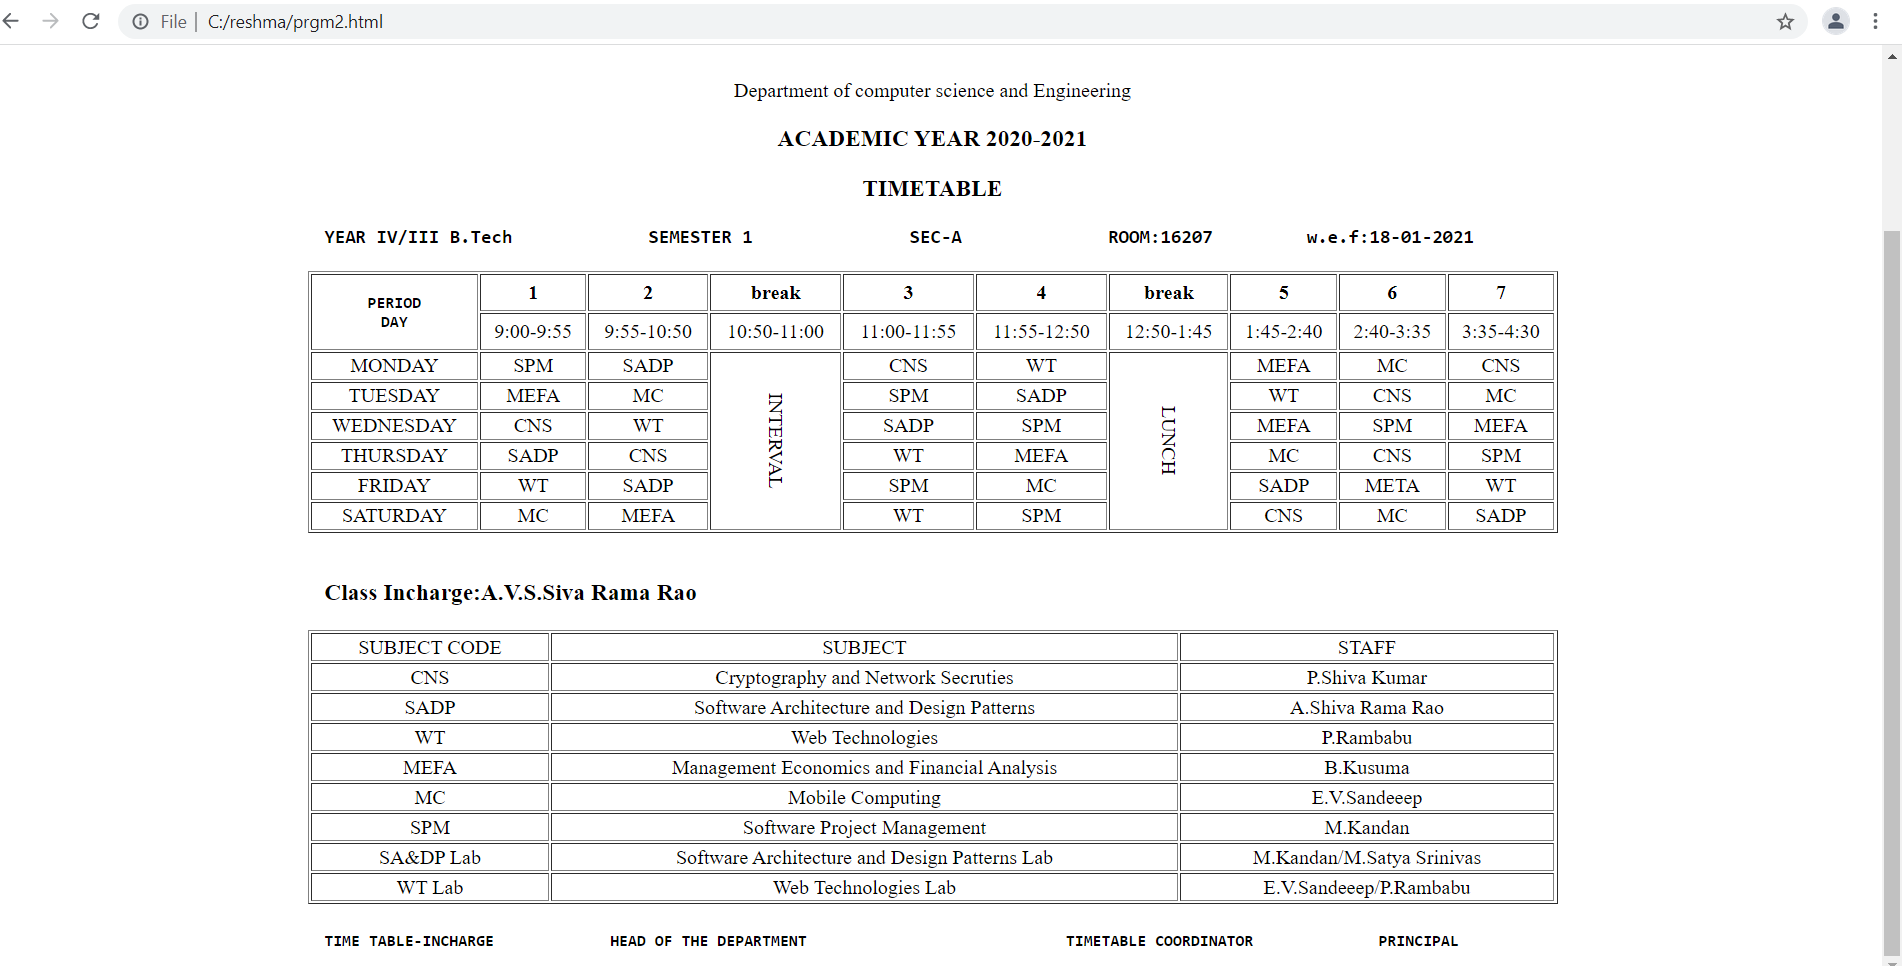 File | C:/reshma/prgm2.html
Department of computer science and Engineering
ACADEMIC YEAR 2020-2021
TIMETABLE
YEAR IV/III B.Tech SEMESTER 1 SEC-A ROOM:16207 w.e.f:18-01-2021
PERIOD DAY 1 2 break 3 4 break 5 6 7
9:00-9:55 9:55-10:50 10:50-11:00 11:00-11:55 11:55-12:50 12:50-1:45 1:45-2:40 2:40-3:35 3:35-4:30
MONDAY SPM SADP INTERVAL CNS WT LUNCH MEFA MC CNS
TUESDAY MEFA MC SPM SADP WT CNS MC
WEDNESDAY CNS WT SADP SPM MEFA SPM MEFA
THURSDAY SADP CNS WT MEFA MC CNS SPM
FRIDAY WT SADP SPM MC SADP META WT
SATURDAY MC MEFA WT SPM CNS MC SADP
Class Incharge:A.V.S.Siva Rama Rao
SUBJECT CODE SUBJECT STAFF
CNS Cryptography and Network Secruties P.Shiva Kumar
SADP Software Architecture and Design Patterns A.Shiva Rama Rao
WT Web Technologies P.Rambabu
MEFA Management Economics and Financial Analysis B.Kusuma
MC Mobile Computing E.V.Sandeeep
SPM Software Project Management M.Kandan
SA&DP Lab Software Architecture and Design Patterns Lab M.Kandan/M.Satya Srinivas
WT Lab Web Technologies Lab E.V.Sandeeep/P.Rambabu
TIME TABLE-INCHARGE HEAD OF THE DEPARTMENT TIMETABLE COORDINATOR PRINCIPAL